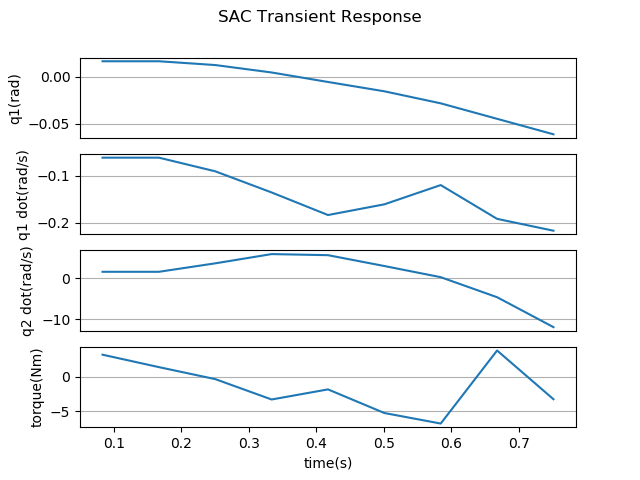 SAC Transient Response
q1(rad)
0.00
−0.05
q1 dot(rad/s)
−0.1
−0.2
q2 dot(rad/s)
0
−10
torque(Nm)
0
−5
0.1 0.2 0.3 0.4 0.5 0.6 0.7
time(s)